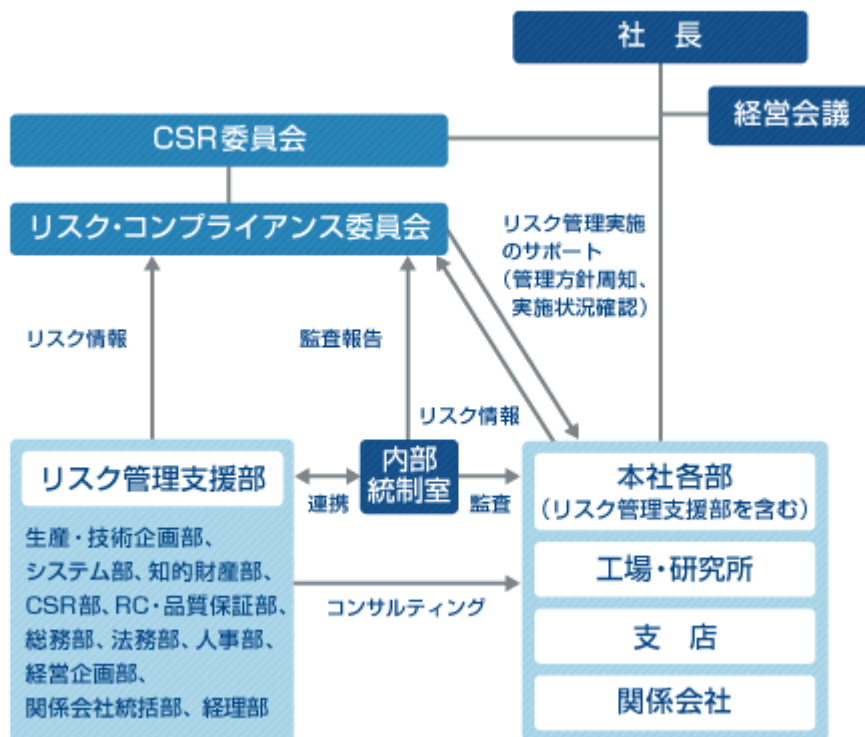 社 長
経営会議
CSR委員会
リスク・コンプライアンス委員会
リスク管理実施
のサポート
(管理方針周知、
実施状況確認)
リスク情報
監査報告
リスク情報
リスク管理支援部
連携
内部
統制室
監査
本社各部
(リスク管理支援部を含む)
生産・技術企画部、
システム部、知的財産部、
CSR部、RC・品質保証部、
総務部、法務部、人事部、
経営企画部、
関係会社統括部、経理部
コンサルティング
工場・研究所
支 店
関係会社